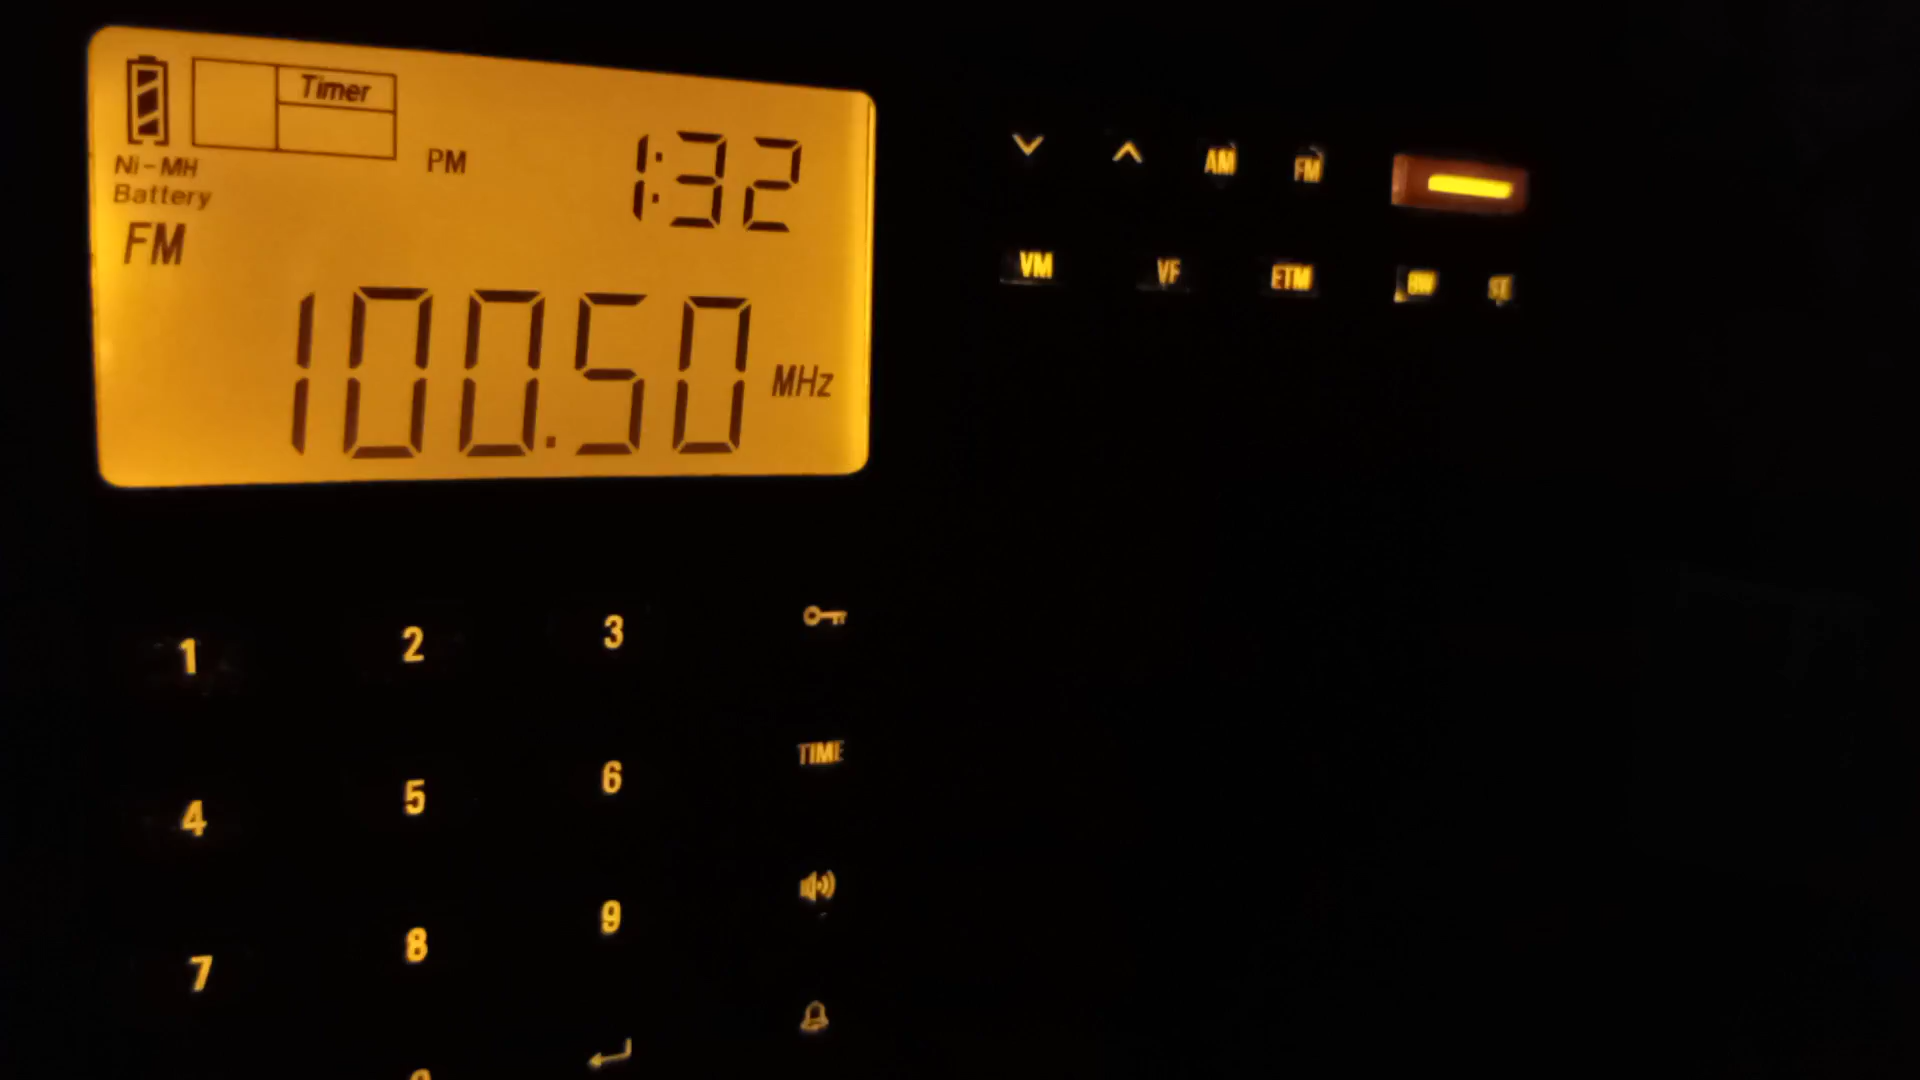 Timer
Ni-MH
Battery
PM 1:32
FM
100.50 MHz
AM FM
VM VF ETM BW
1 2 3
TIME
4 5 6
7 8 9